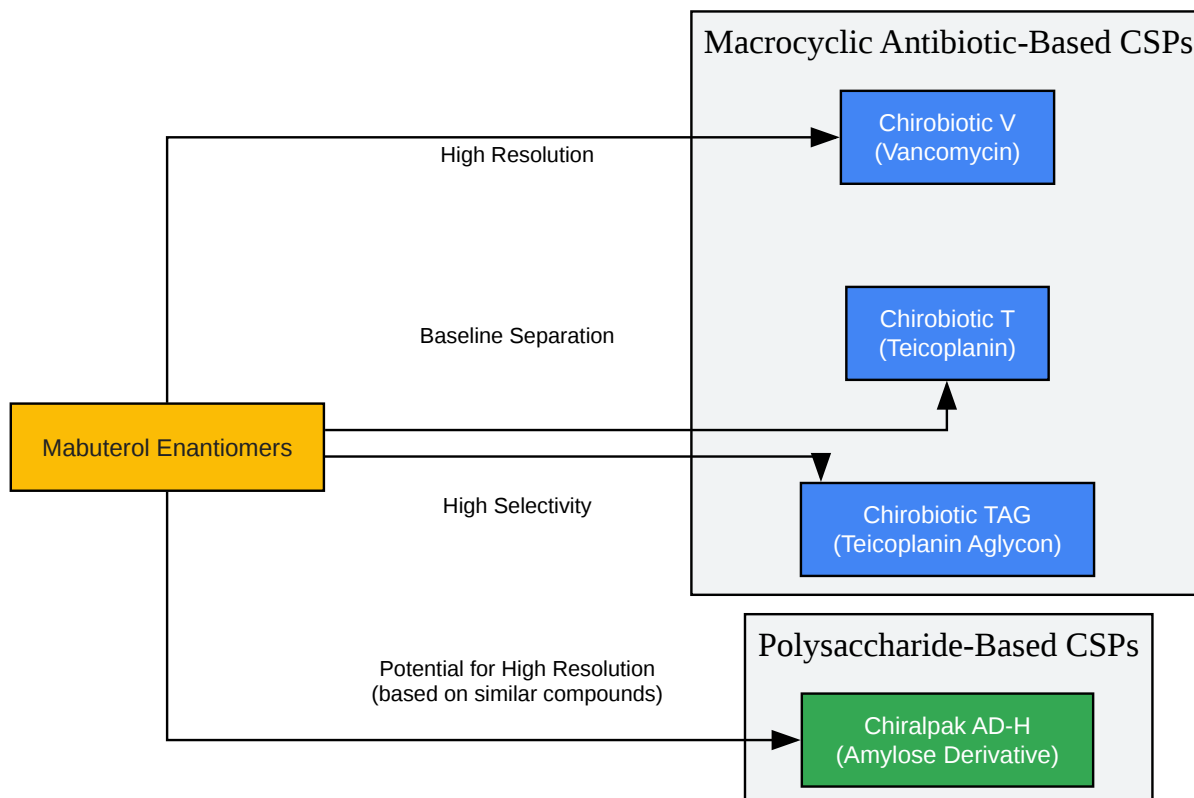 Macrocyclic Antibiotic-Based CSPs
Chirobiotic V
(Vancomycin)
High Resolution
Chirobiotic T
(Teicoplanin)
Baseline Separation
Mabuterol Enantiomers
High Selectivity
Chirobiotic TAG
(Teicoplanin Aglycon)
Polysaccharide-Based CSPs
Potential for High Resolution
(based on similar compounds)
Chiralpak AD-H
(Amylose Derivative)